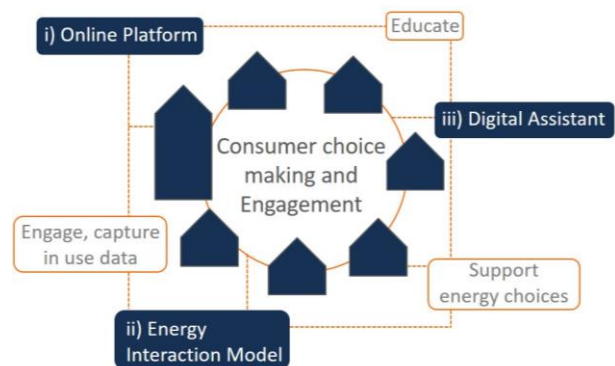 i) Online Platform
Educate
iii) Digital Assistant
Consumer choice
making and
Engagement
Engage, capture
in use data
Support
energy choices
ii) Energy
Interaction Model